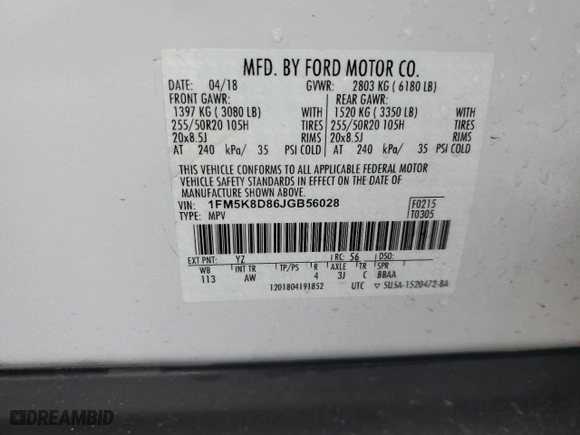 MFD. BY FORD MOTOR CO.
DATE: 04/18 GVWR: 2803 KG ( 6180 LB)
FRONT GAWR: REAR GAWR:
1397 KG ( 3080 LB) WITH 1520 KG ( 3350 LB) WITH
255/50R20 105H TIRES 255/50R20 105H TIRES
20x8.5J RIMS 20x8.5J RIMS
AT 240 kPa/ 35 PSI COLD AT 240 kPa/ 35 PSI COLD
THIS VEHICLE CONFORMS TO ALL APPLICABLE FEDERAL MOTOR
VEHICLE SAFETY STANDARDS IN EFFECT ON THE DATE OF
MANUFACTURE.
VIN: 1FM5K8D86JGB56028 F0215
TYPE: MPV T0305
EXT PNT: YZ RC: 56 DSO:
WB INT TR TP/PS R AXLE TR SPR
113 AW 4 3J C BBAA
1201804191852 UTC ▽ SUSA-1520472-BA
DREAMBID